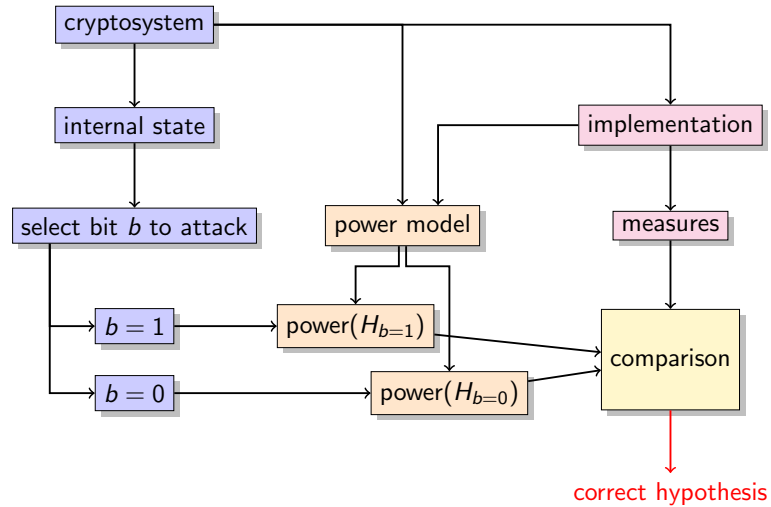 cryptosystem
internal state
implementation
select bit b to attack
power model
measures
b = 1
power(H_{b=1})
comparison
b = 0
power(H_{b=0})
correct hypothesis